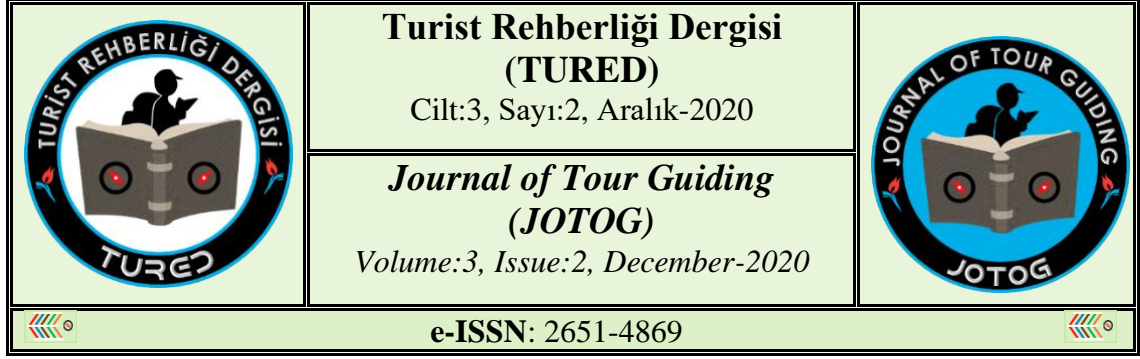 TURİST REHBERLİĞİ DERGİSİ
TURED
Turist Rehberliği Dergisi
(TURED)
Cilt:3, Sayı:2, Aralık-2020
Journal of Tour Guiding
(JOTOG)
Volume:3, Issue:2, December-2020
JOURNAL OF TOUR GUIDING
JOTOG
e-ISSN: 2651-4869